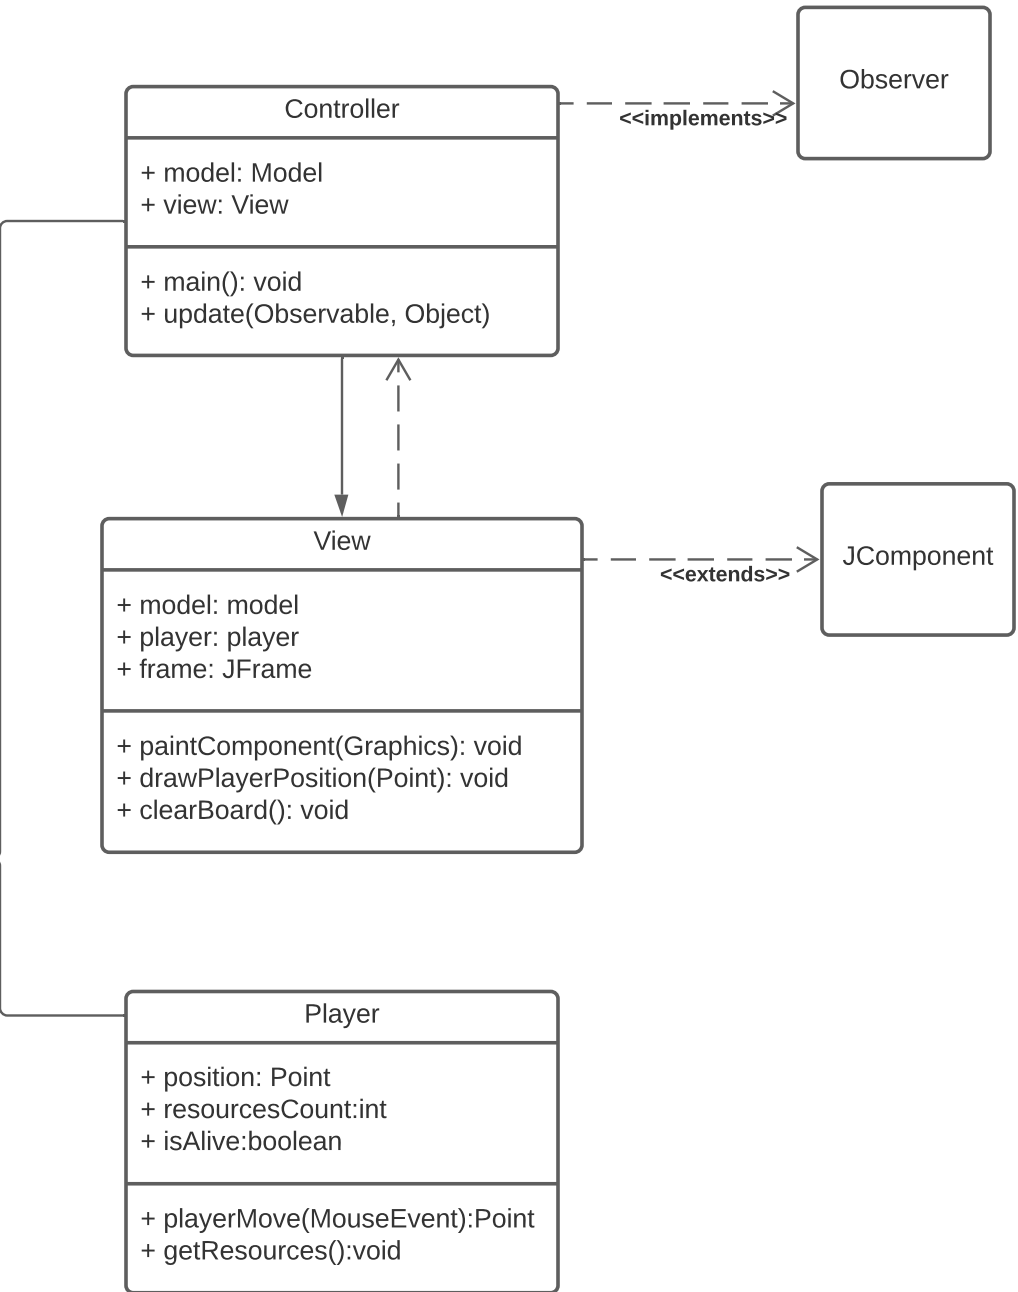 Observer
Controller
<<implements>>
+ model: Model
+ view: View
+ main(): void
+ update(Observable, Object)
View
JComponent
<<extends>>
+ model: model
+ player: player
+ frame: JFrame
+ paintComponent(Graphics): void
+ drawPlayerPosition(Point): void
+ clearBoard(): void
Player
+ position: Point
+ resourcesCount:int
+ isAlive:boolean
+ playerMove(MouseEvent):Point
+ getResources():void